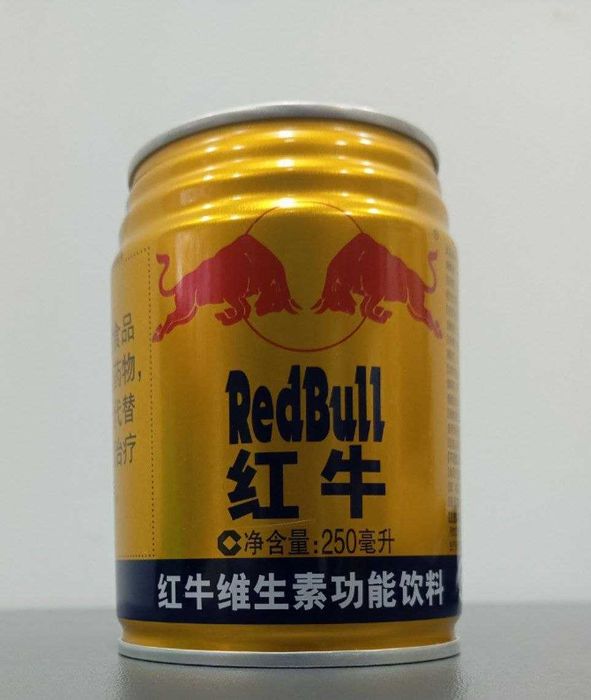 食品
药物，
代替
治疗
RedBull
红牛
净含量:250毫升
红牛维生素功能饮料